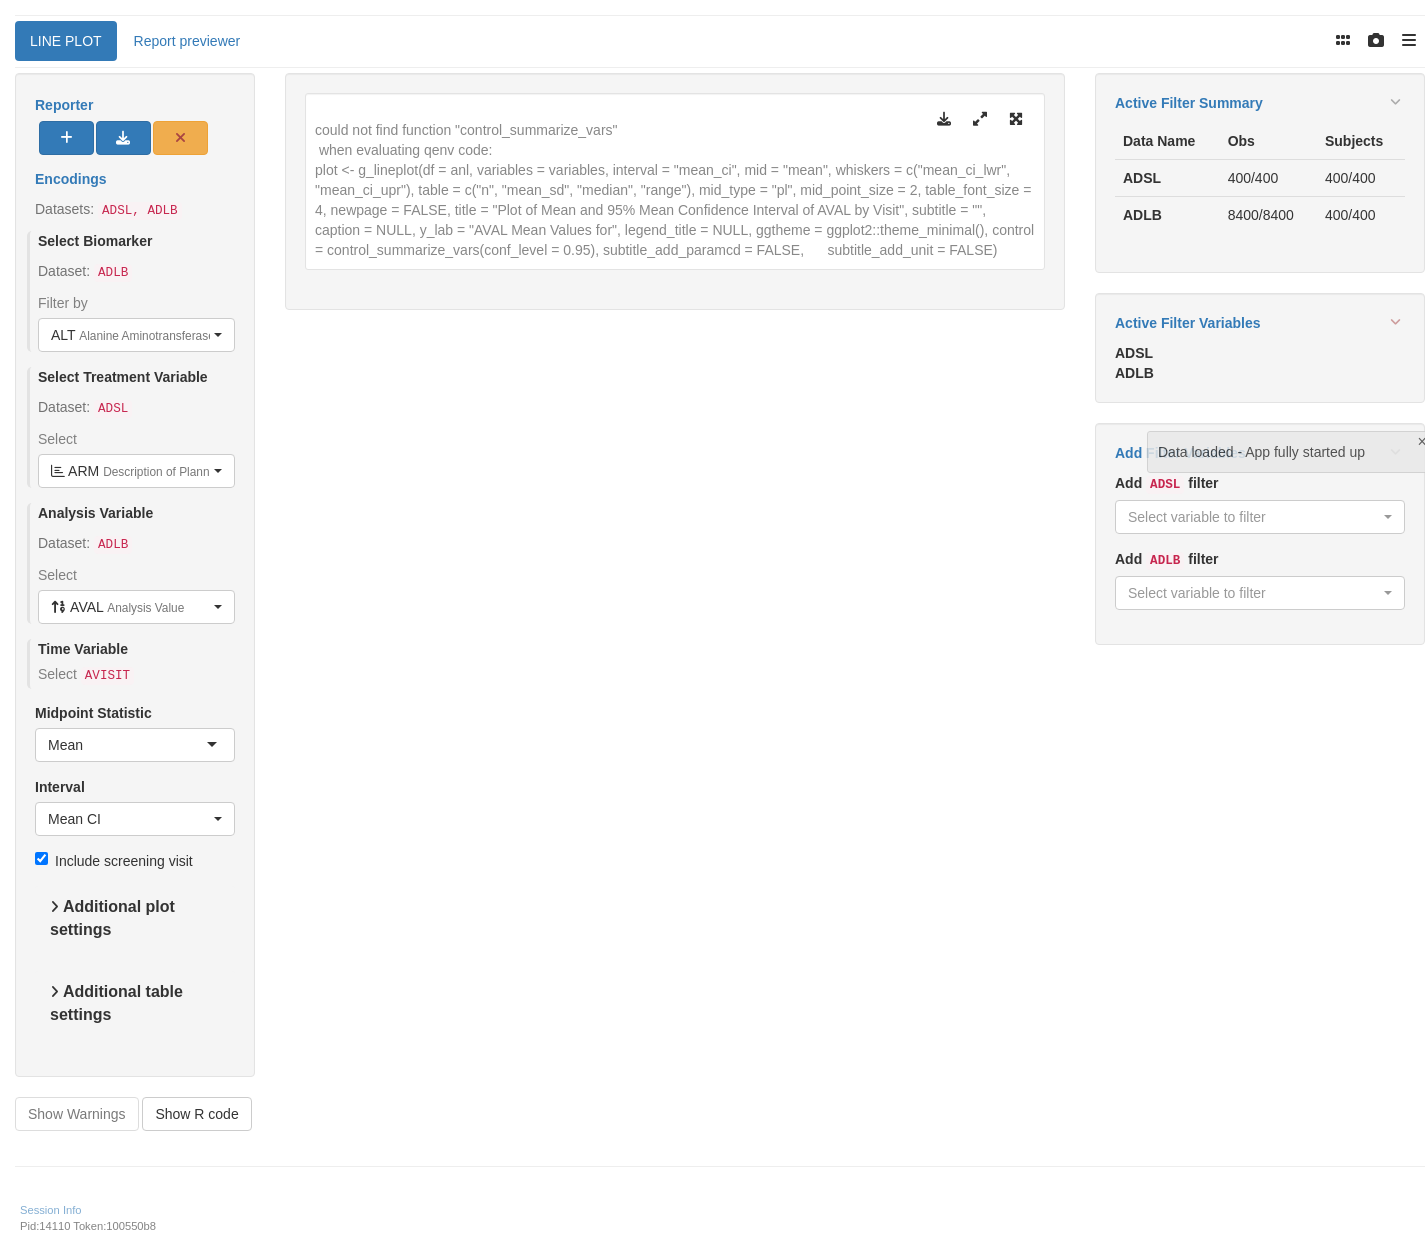 LINE PLOT
Report previewer
Reporter
Encodings
Datasets: ADSL, ADLB
Select Biomarker
Dataset: ADLB
Filter by
ALT Alanine Aminotransferas
Select Treatment Variable
Dataset: ADSL
Select
ARM Description of Plann
Analysis Variable
Dataset: ADLB
Select
AVAL Analysis Value
Time Variable
Select AVISIT
Midpoint Statistic
Mean
Interval
Mean CI
Include screening visit
Additional plot
settings
Additional table
settings
Show Warnings
Show R code
could not find function "control_summarize_vars"
when evaluating qenv code:
plot <- g_lineplot(df = anl, variables = variables, interval = "mean_ci", mid = "mean", whiskers = c("mean_ci_lwr",
"mean_ci_upr"), table = c("n", "mean_sd", "median", "range"), mid_type = "pl", mid_point_size = 2, table_font_size =
4, newpage = FALSE, title = "Plot of Mean and 95% Mean Confidence Interval of AVAL by Visit", subtitle = "",
caption = NULL, y_lab = "AVAL Mean Values for", legend_title = NULL, ggtheme = ggplot2::theme_minimal(), control
= control_summarize_vars(conf_level = 0.95), subtitle_add_paramcd = FALSE, subtitle_add_unit = FALSE)
Active Filter Summary
Data Name Obs Subjects
ADSL 400/400 400/400
ADLB 8400/8400 400/400
Active Filter Variables
ADSL
ADLB
Add
Data loaded - App fully started up
×
Add ADSL filter
Select variable to filter
Add ADLB filter
Select variable to filter
Session Info
Pid:14110 Token:100550b8